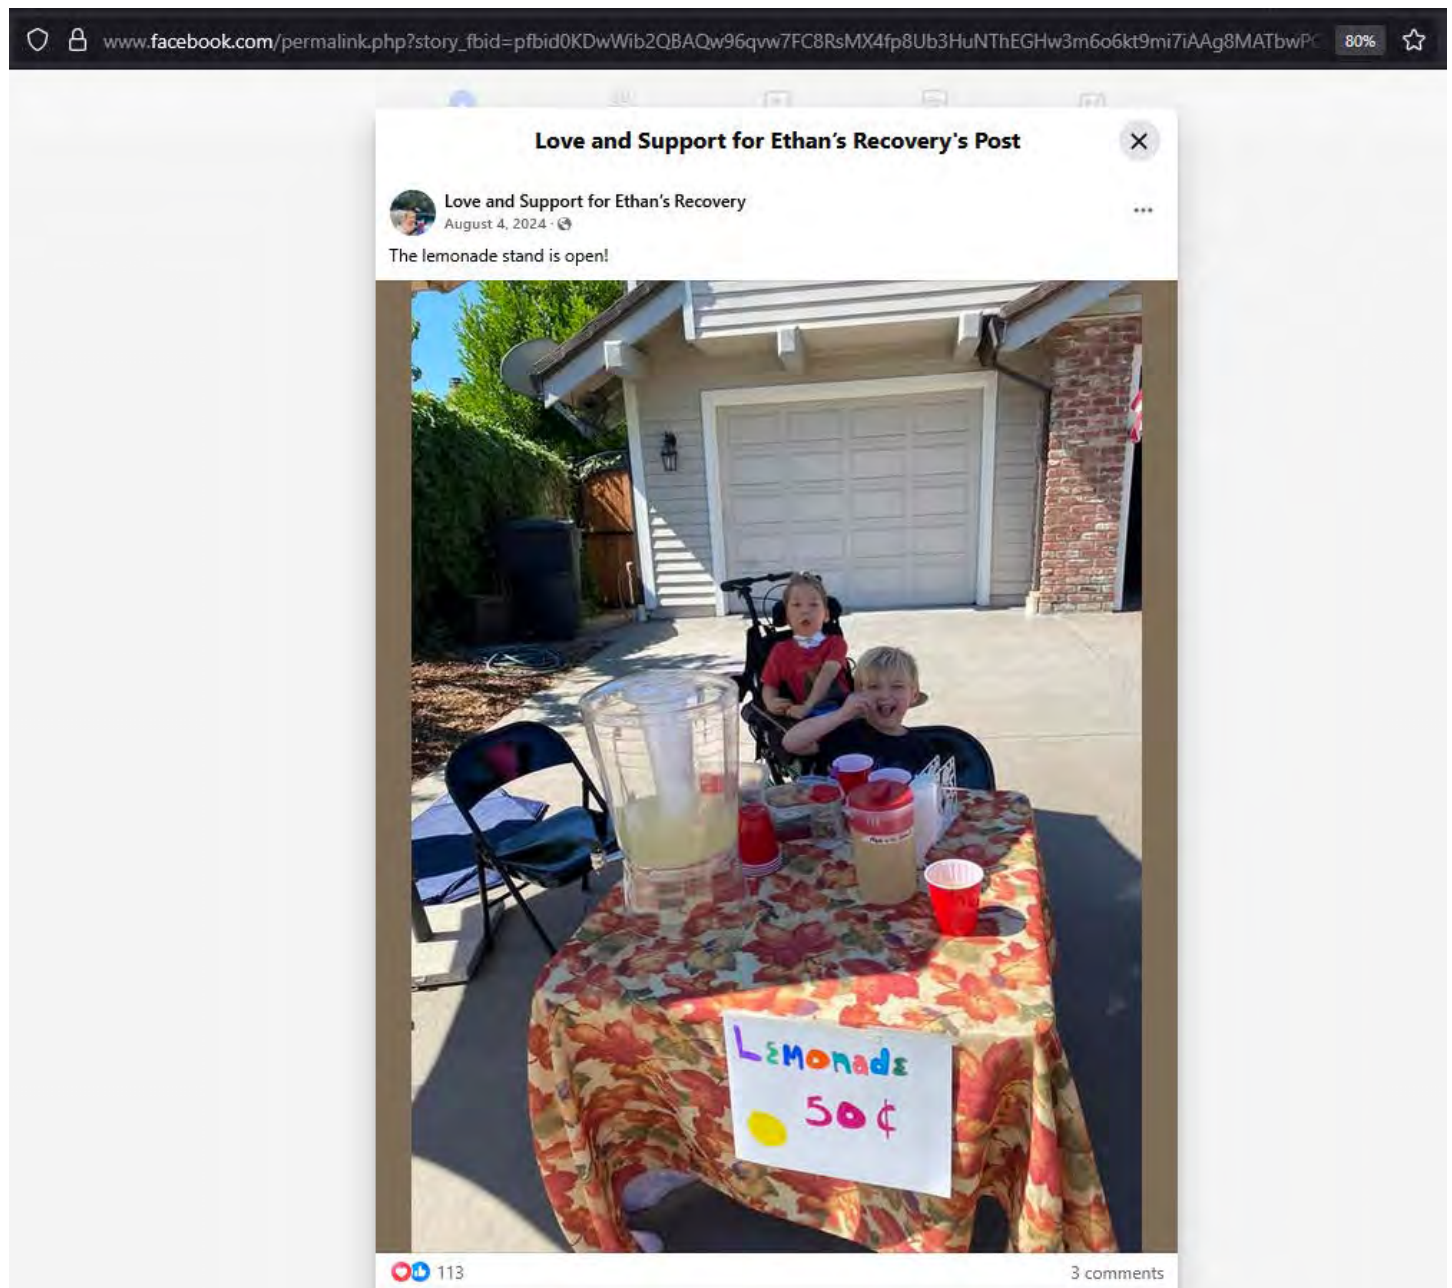 www.facebook.com/permalink.php?story_fbid=pfbid0KDwWib2QBAQw96qvw7FC8RsMX4fp8Ub3HuNThEGHw3m6o6kt9mi7iAAg8MATbwPC
80%
Love and Support for Ethan’s Recovery's Post
Love and Support for Ethan’s Recovery
August 4, 2024 ·
The lemonade stand is open!
LEMonadE
50¢
113
3 comments